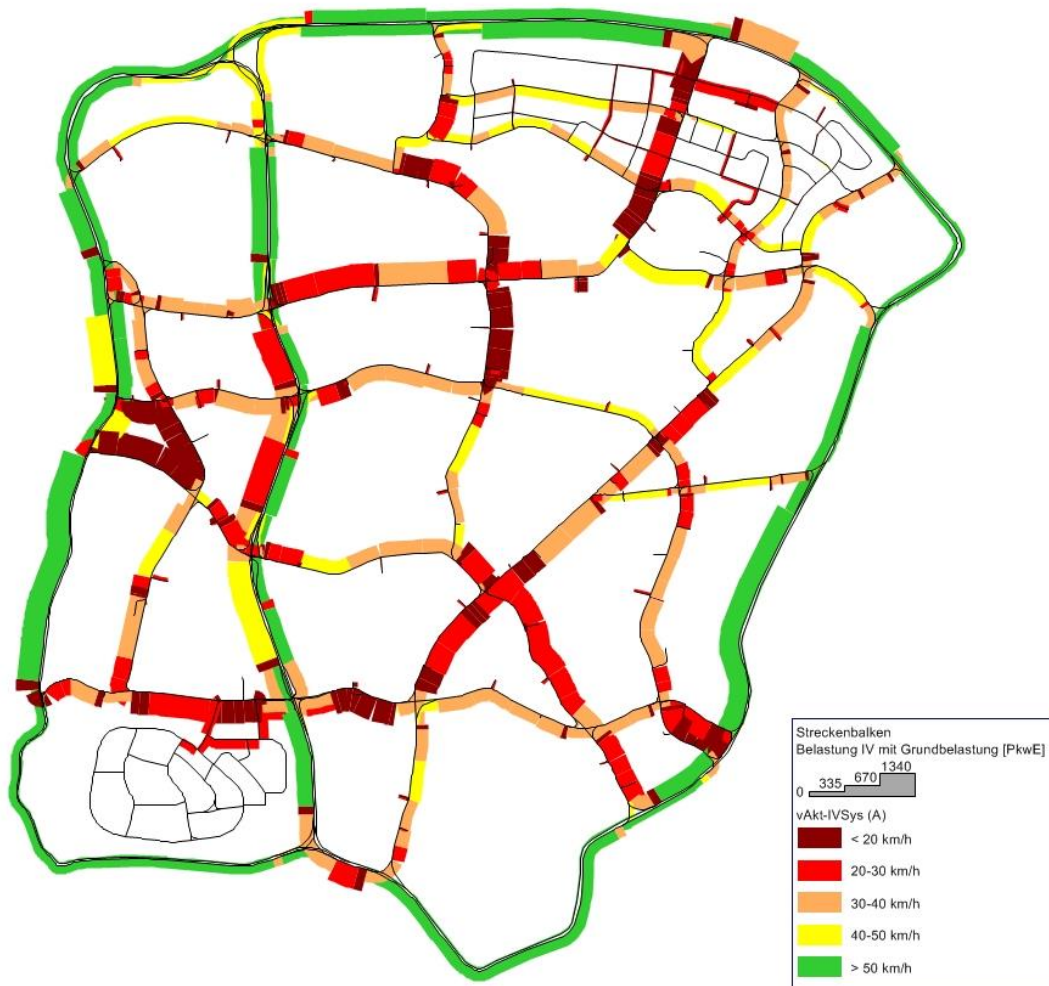 Streckenbalken
Belastung IV mit Grundbelastung [PkwE]
0 335 670 1340
vAkt-IVSys (A)
< 20 km/h
20-30 km/h
30-40 km/h
40-50 km/h
> 50 km/h